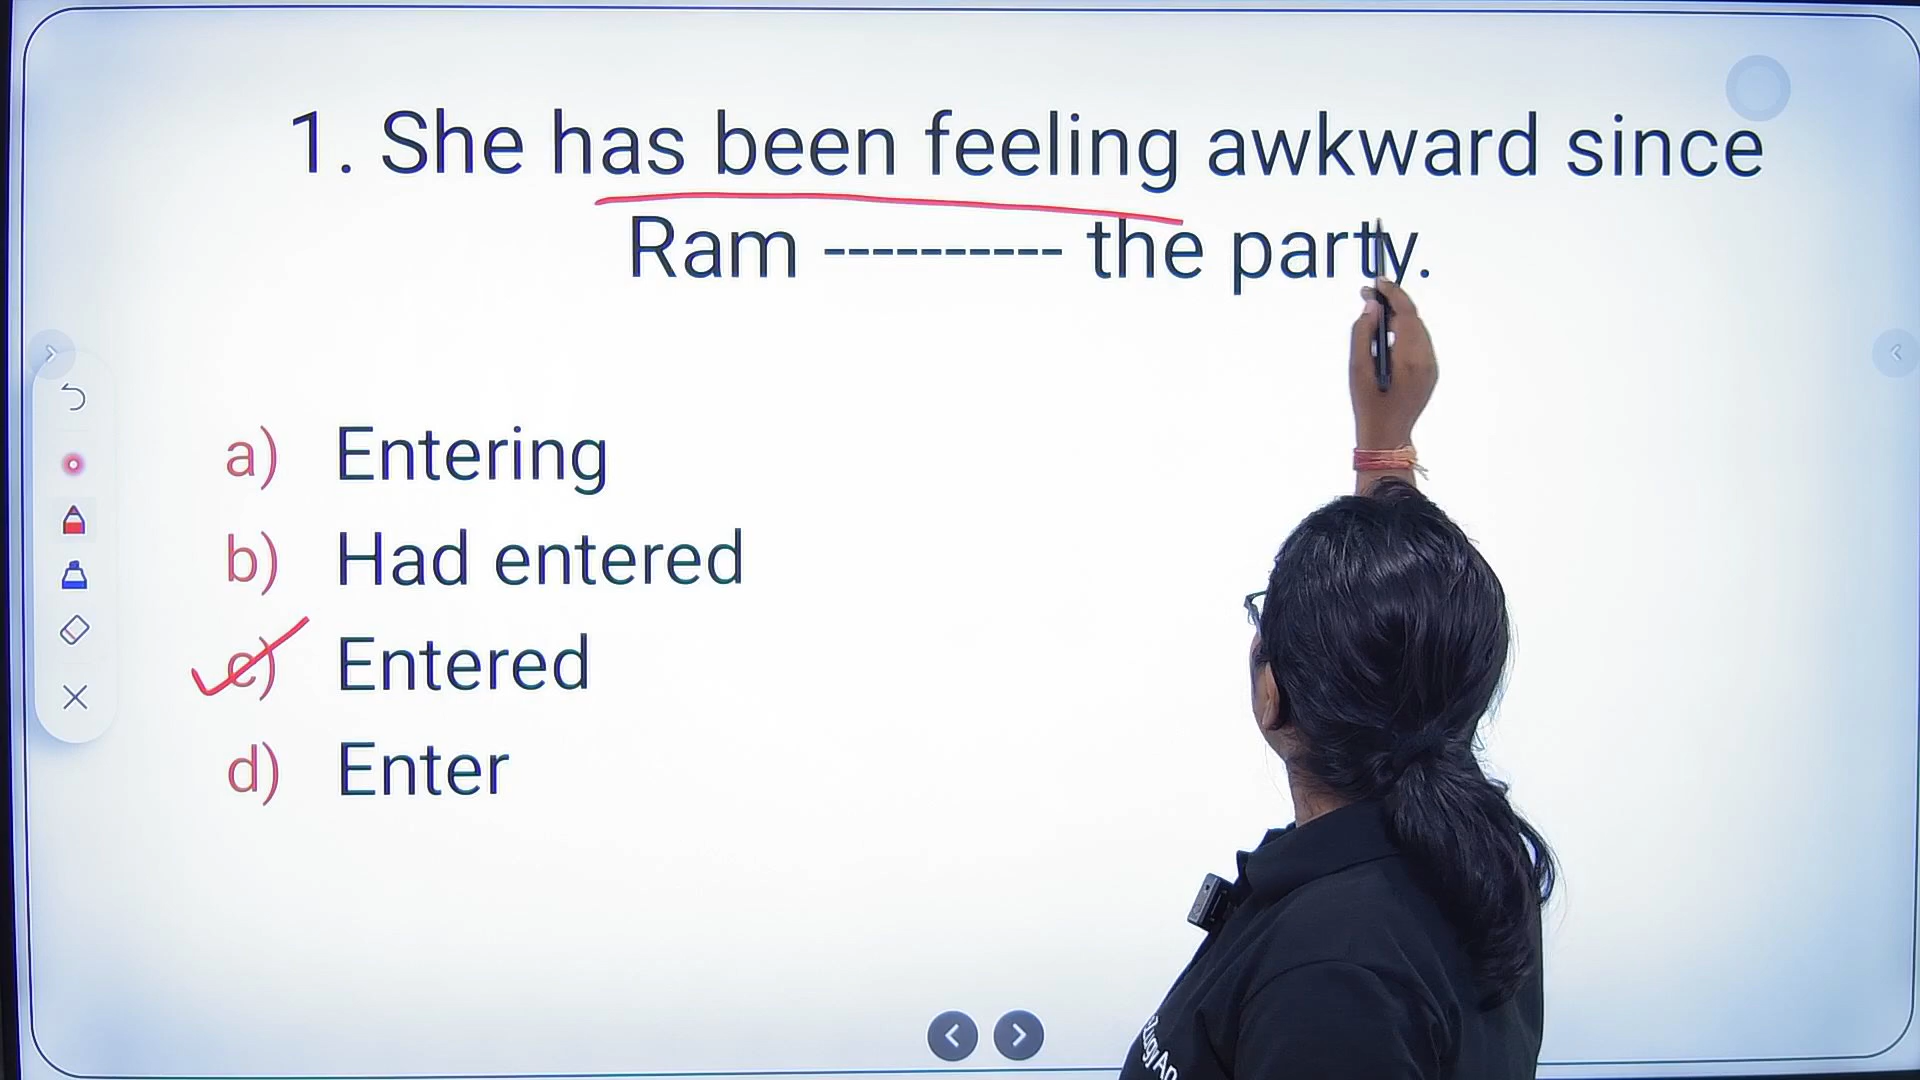 1. She has been feeling awkward since
Ram ---------- the party.
a) Entering
b) Had entered
c) Entered
d) Enter